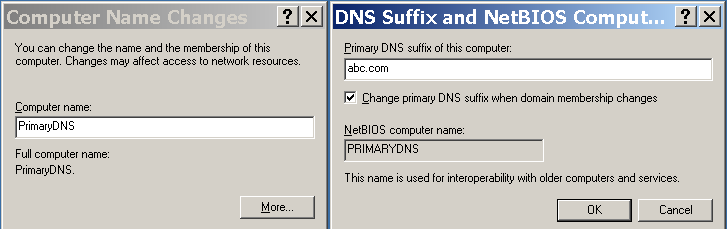 Computer Name Changes
You can change the name and the membership of this
computer. Changes may affect access to network resources.
Computer name:
PrimaryDNS
Full computer name:
PrimaryDNS.
More...
DNS Suffix and NetBIOS Comput...
Primary DNS suffix of this computer:
abc.com
Change primary DNS suffix when domain membership changes
NetBIOS computer name:
PRIMARYDNS
This name is used for interoperability with older computers and services.
OK
Cancel